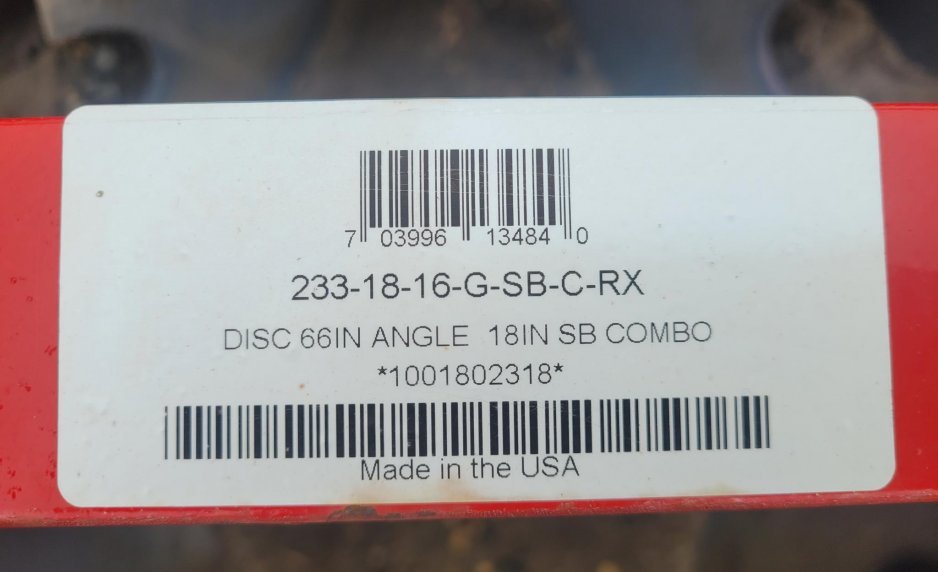 7 03996 13484 0
233-18-16-G-SB-C-RX
DISC 66IN ANGLE  18IN SB COMBO
*1001802318*
Made in the USA